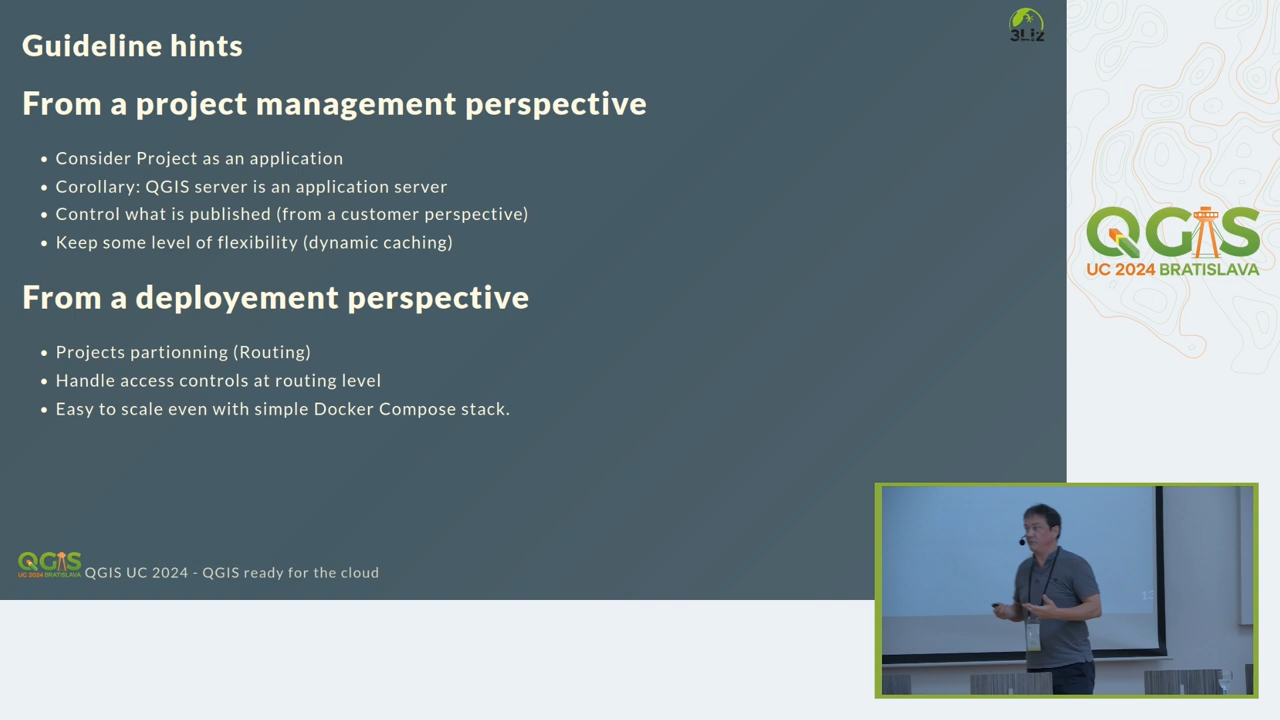 3Liz
Guideline hints
From a project management perspective
Consider Project as an application
Corollary: QGIS server is an application server
Control what is published (from a customer perspective)
Keep some level of flexibility (dynamic caching)
From a deployement perspective
Projects partionning (Routing)
Handle access controls at routing level
Easy to scale even with simple Docker Compose stack.
QGIS
UC 2024 BRATISLAVA
QGIS UC 2024 - QGIS ready for the cloud
QGIS
UC 2024 BRATISLAVA